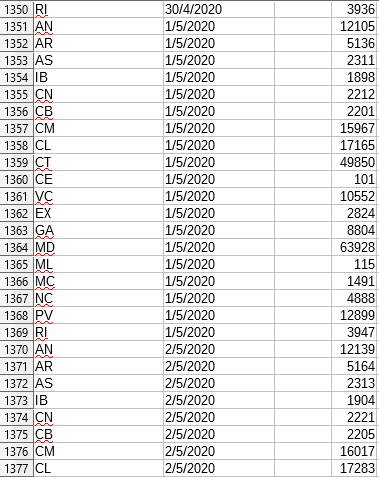 1350 RI 30/4/2020 3936
1351 AN 1/5/2020 12105
1352 AR 1/5/2020 5136
1353 AS 1/5/2020 2311
1354 IB 1/5/2020 1898
1355 CN 1/5/2020 2212
1356 CB 1/5/2020 2201
1357 CM 1/5/2020 15967
1358 CL 1/5/2020 17165
1359 CT 1/5/2020 49850
1360 CE 1/5/2020 101
1361 VC 1/5/2020 10552
1362 EX 1/5/2020 2824
1363 GA 1/5/2020 8804
1364 MD 1/5/2020 63928
1365 ML 1/5/2020 115
1366 MC 1/5/2020 1491
1367 NC 1/5/2020 4888
1368 PV 1/5/2020 12899
1369 RI 1/5/2020 3947
1370 AN 2/5/2020 12139
1371 AR 2/5/2020 5164
1372 AS 2/5/2020 2313
1373 IB 2/5/2020 1904
1374 CN 2/5/2020 2221
1375 CB 2/5/2020 2205
1376 CM 2/5/2020 16017
1377 CL 2/5/2020 17283